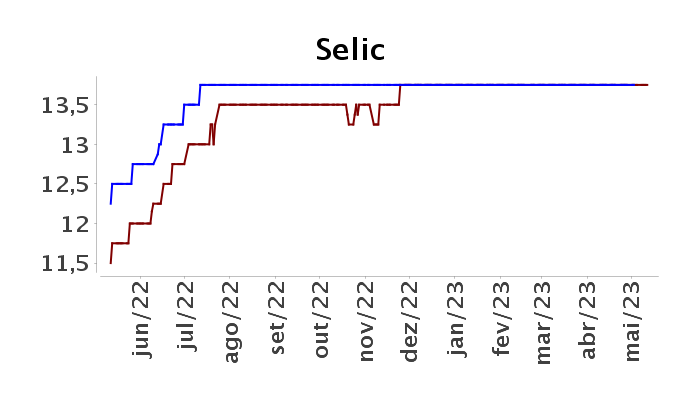 Selic
13,5
13
12,5
12
11,5
jun/22
jul/22
ago/22
set/22
out/22
nov/22
dez/22
jan/23
fev/23
mar/23
abr/23
mai/23